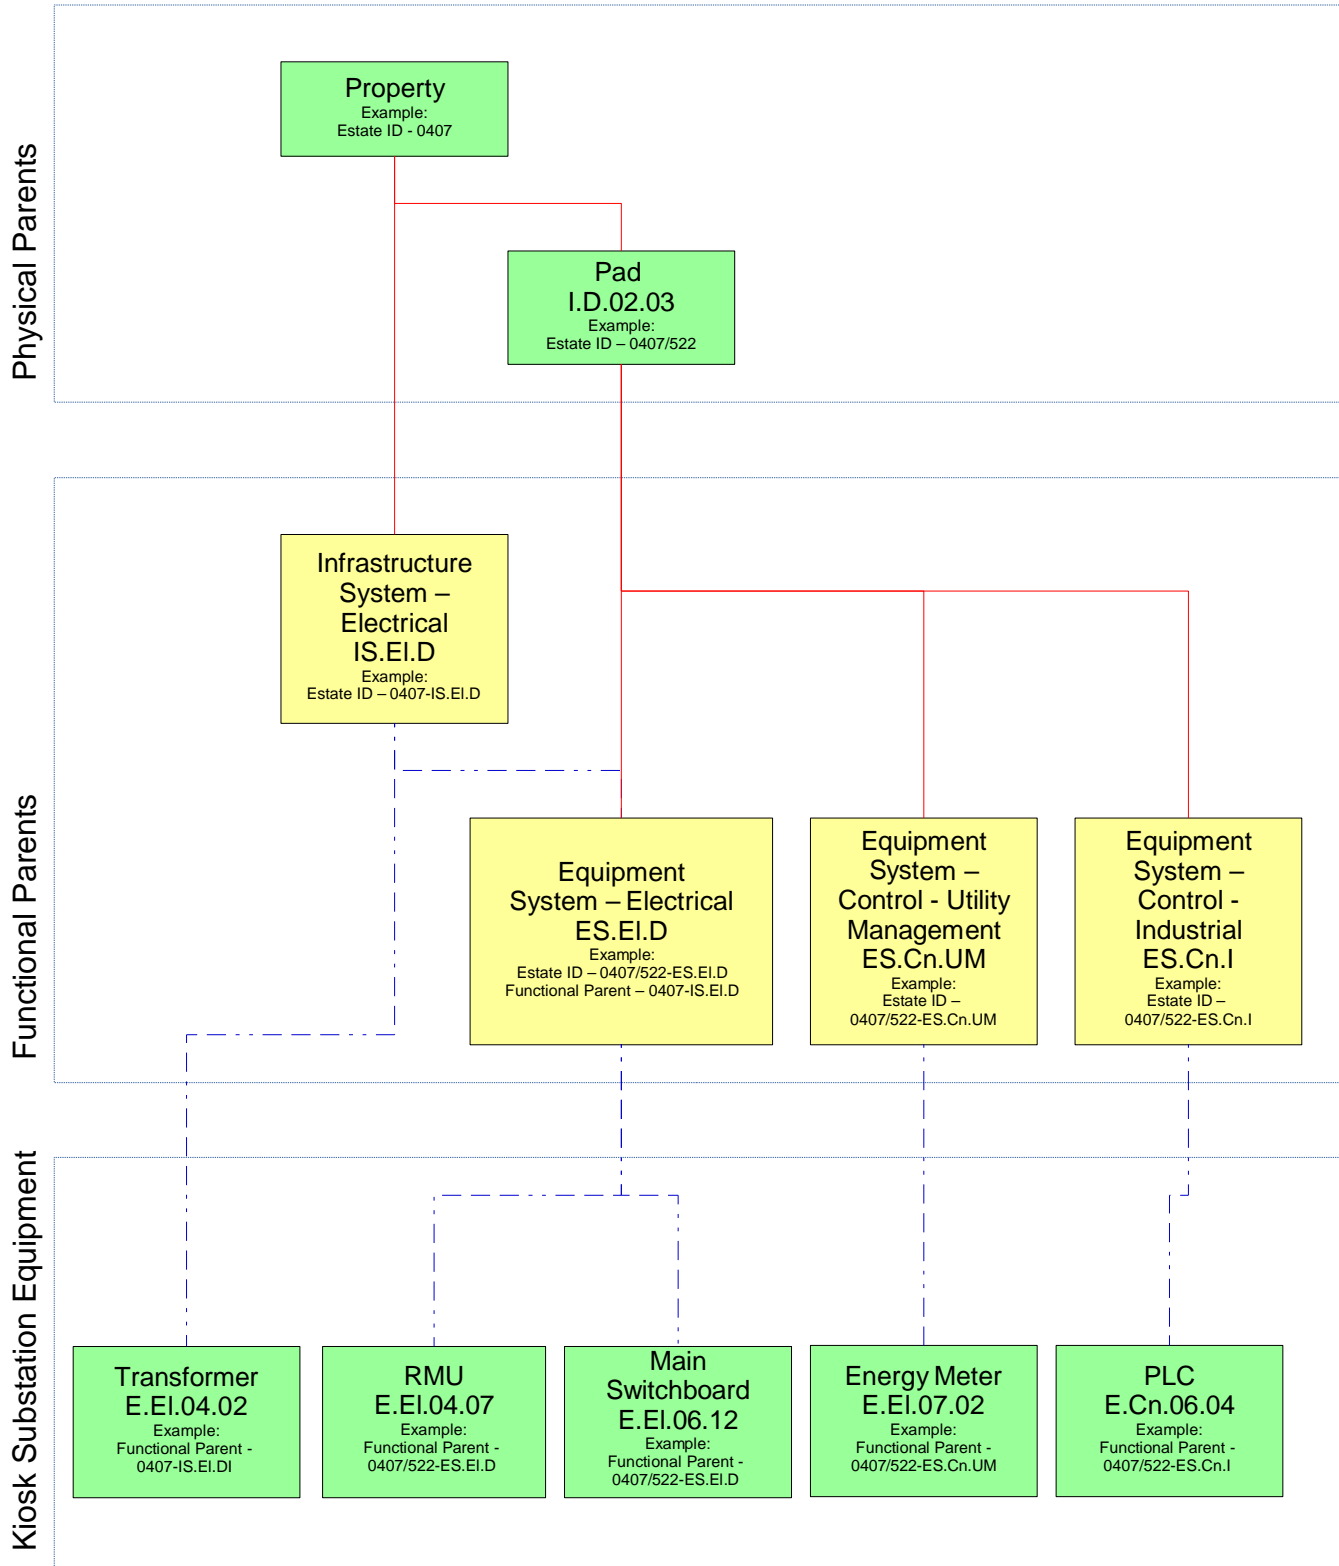 Physical Parents
Property
Example:
Estate ID - 0407
Pad
I.D.02.03
Example:
Estate ID – 0407/522
Functional Parents
Infrastructure
System –
Electrical
IS.El.D
Example:
Estate ID – 0407-IS.El.D
Equipment
System – Electrical
ES.El.D
Example:
Estate ID – 0407/522-ES.El.D
Functional Parent – 0407-IS.El.D
Equipment
System –
Control - Utility
Management
ES.Cn.UM
Example:
Estate ID –
0407/522-ES.Cn.UM
Equipment
System –
Control -
Industrial
ES.Cn.I
Example:
Estate ID –
0407/522-ES.Cn.I
Kiosk Substation Equipment
Transformer
E.El.04.02
Example:
Functional Parent -
0407-IS.El.DI
RMU
E.El.04.07
Example:
Functional Parent -
0407/522-ES.El.D
Main
Switchboard
E.El.06.12
Example:
Functional Parent -
0407/522-ES.El.D
Energy Meter
E.El.07.02
Example:
Functional Parent -
0407/522-ES.Cn.UM
PLC
E.Cn.06.04
Example:
Functional Parent -
0407/522-ES.Cn.I